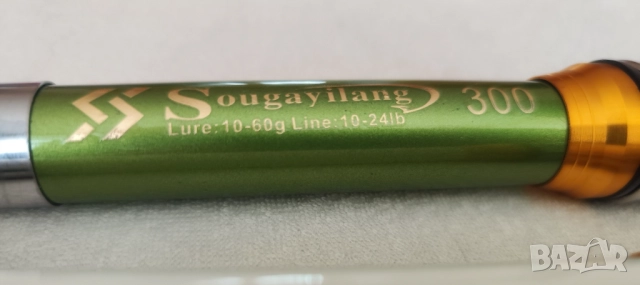 Sougayilang 300
Lure:10-60g Line:10-24lb
BAZAR